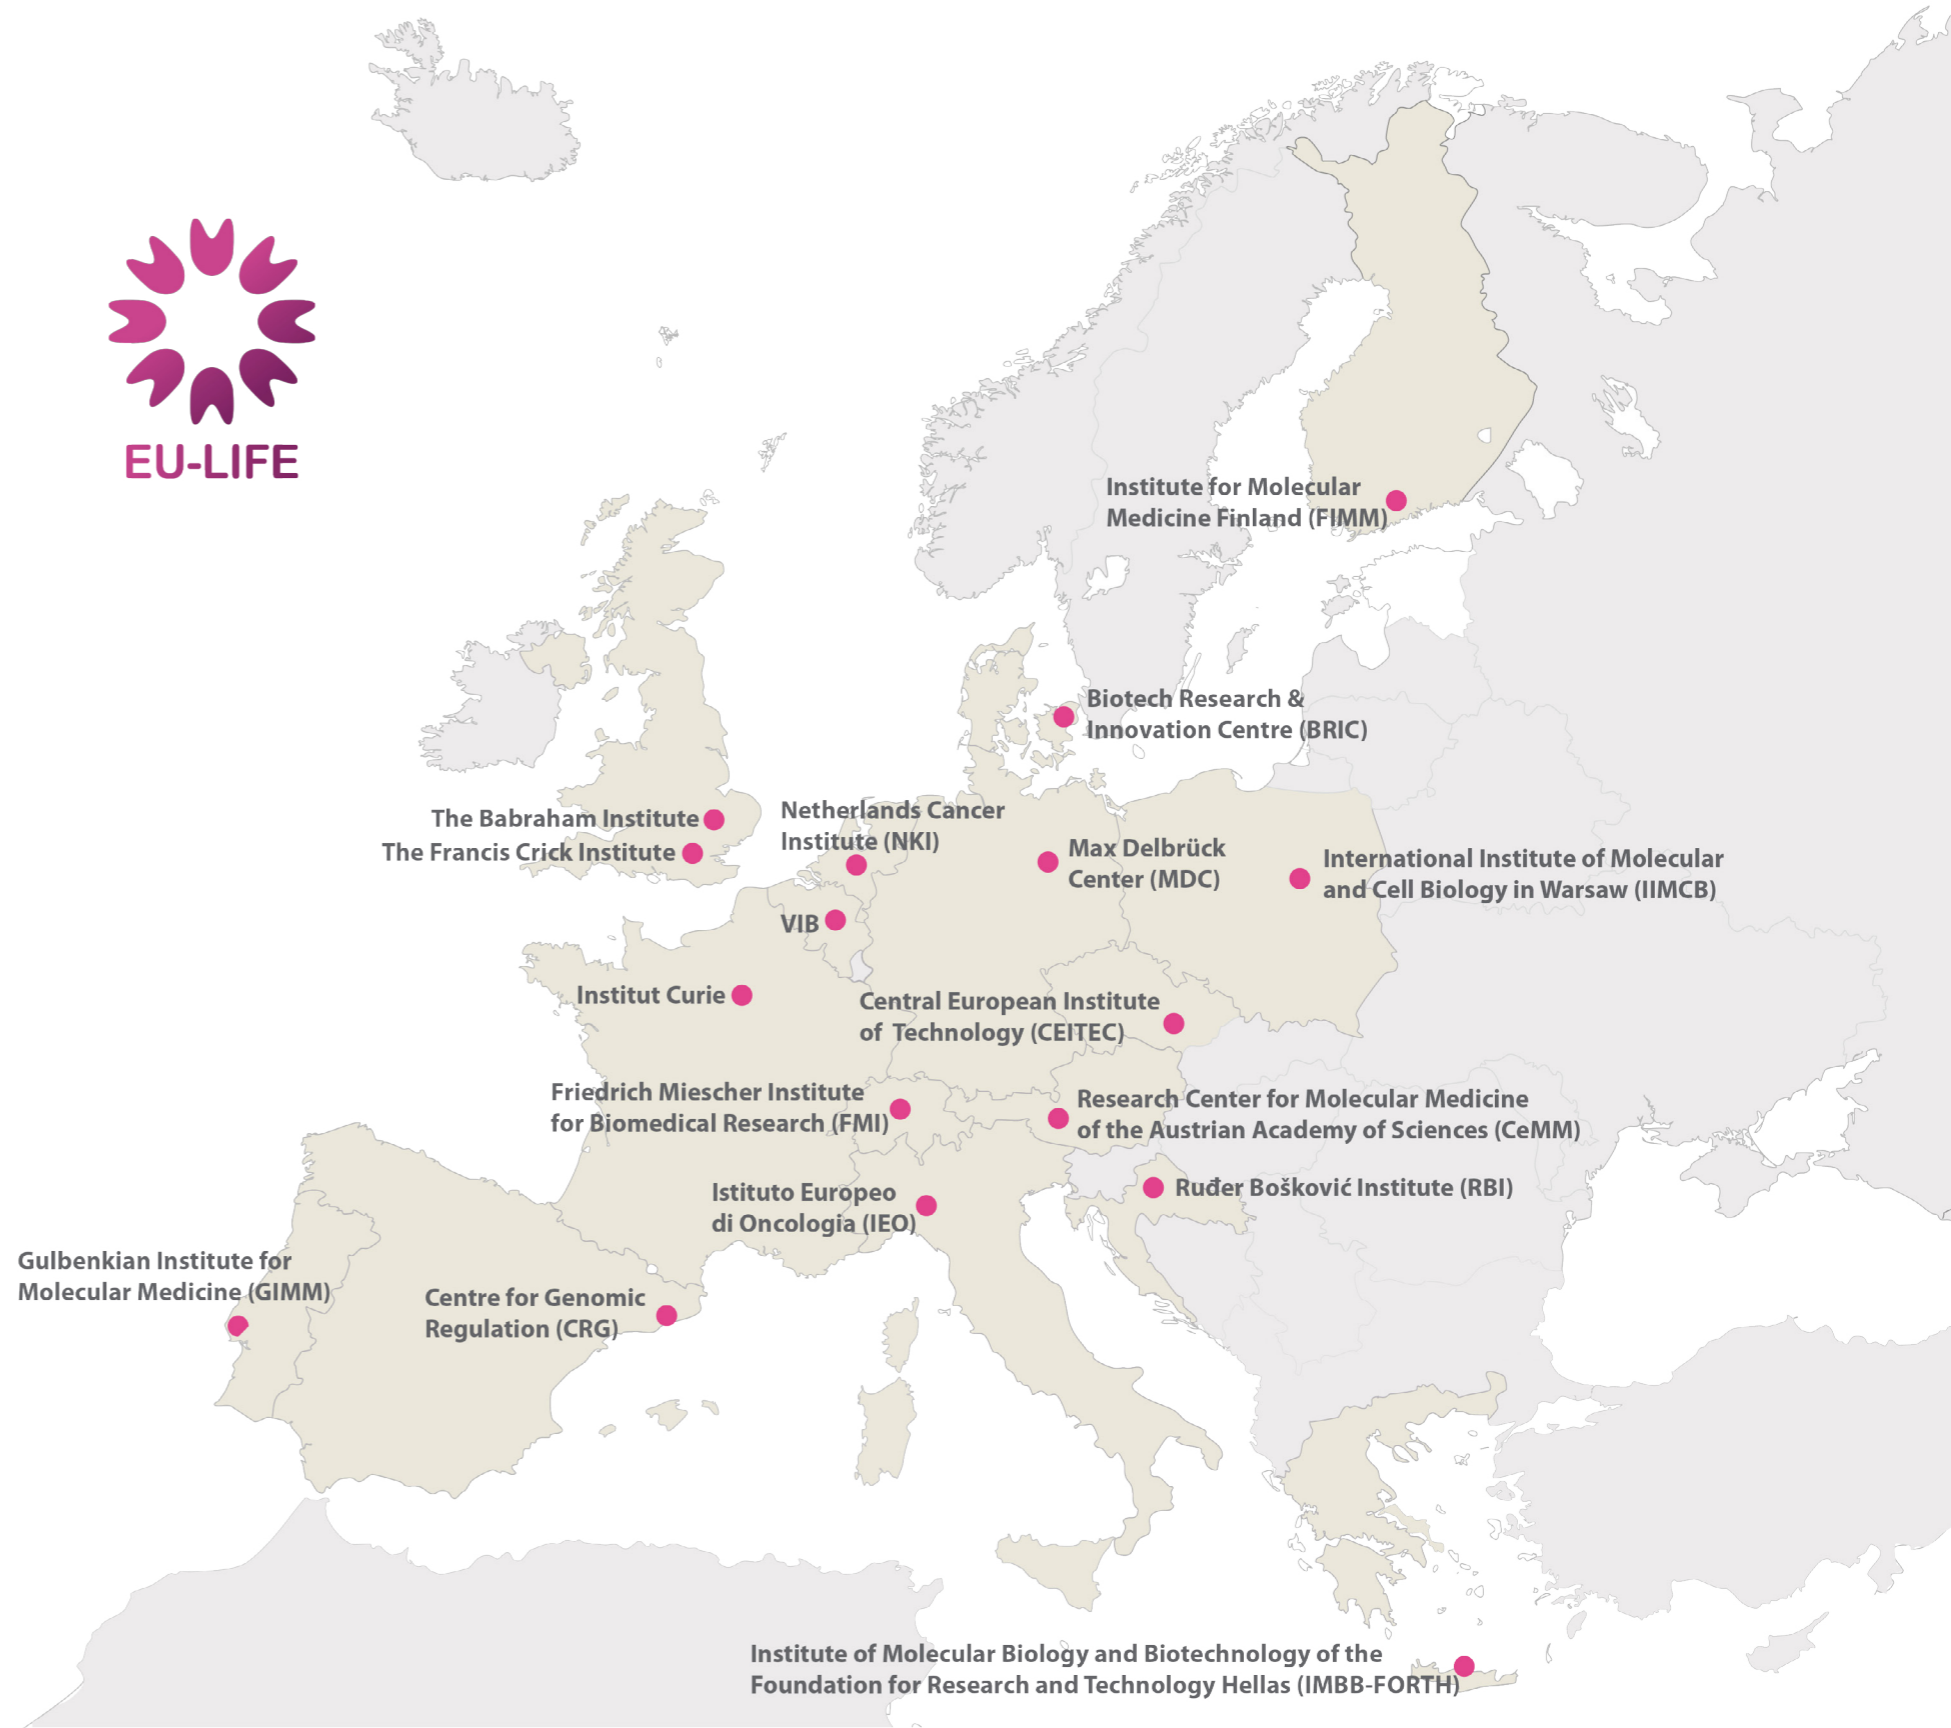 EU-LIFE
Institute for Molecular
Medicine Finland (FIMM)
Biotech Research &
Innovation Centre (BRIC)
The Babraham Institute
The Francis Crick Institute
Netherlands Cancer
Institute (NKI)
Max Delbrück
Center (MDC)
International Institute of Molecular
and Cell Biology in Warsaw (IIMCB)
VIB
Institut Curie
Central European Institute
of Technology (CEITEC)
Friedrich Miescher Institute
for Biomedical Research (FMI)
Research Center for Molecular Medicine
of the Austrian Academy of Sciences (CeMM)
Istituto Europeo
di Oncologia (IEO)
Ruđer Bošković Institute (RBI)
Gulbenkian Institute for
Molecular Medicine (GIMM)
Centre for Genomic
Regulation (CRG)
Institute of Molecular Biology and Biotechnology of the
Foundation for Research and Technology Hellas (IMBB-FORTH)